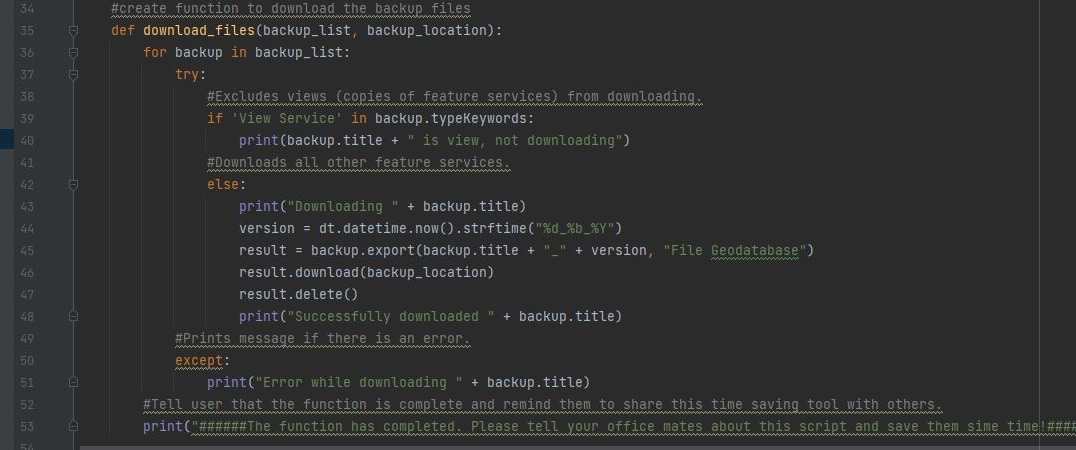 34 #create function to download the backup files
35 def download_files(backup_list, backup_location):
36 for backup in backup_list:
37 try:
38 #Excludes views (copies of feature services) from downloading.
39 if 'View Service' in backup.typeKeywords:
40 print(backup.title + " is view, not downloading")
41 #Downloads all other feature services.
42 else:
43 print("Downloading " + backup.title)
44 version = dt.datetime.now().strftime("%d_%b_%Y")
45 result = backup.export(backup.title + "_" + version, "File Geodatabase")
46 result.download(backup_location)
47 result.delete()
48 print("Successfully downloaded " + backup.title)
49 #Prints message if there is an error.
50 except:
51 print("Error while downloading " + backup.title)
52 #Tell user that the function is complete and remind them to share this time saving tool with others.
53 print("######The function has completed. Please tell your office mates about this script and save them sime time!####
54